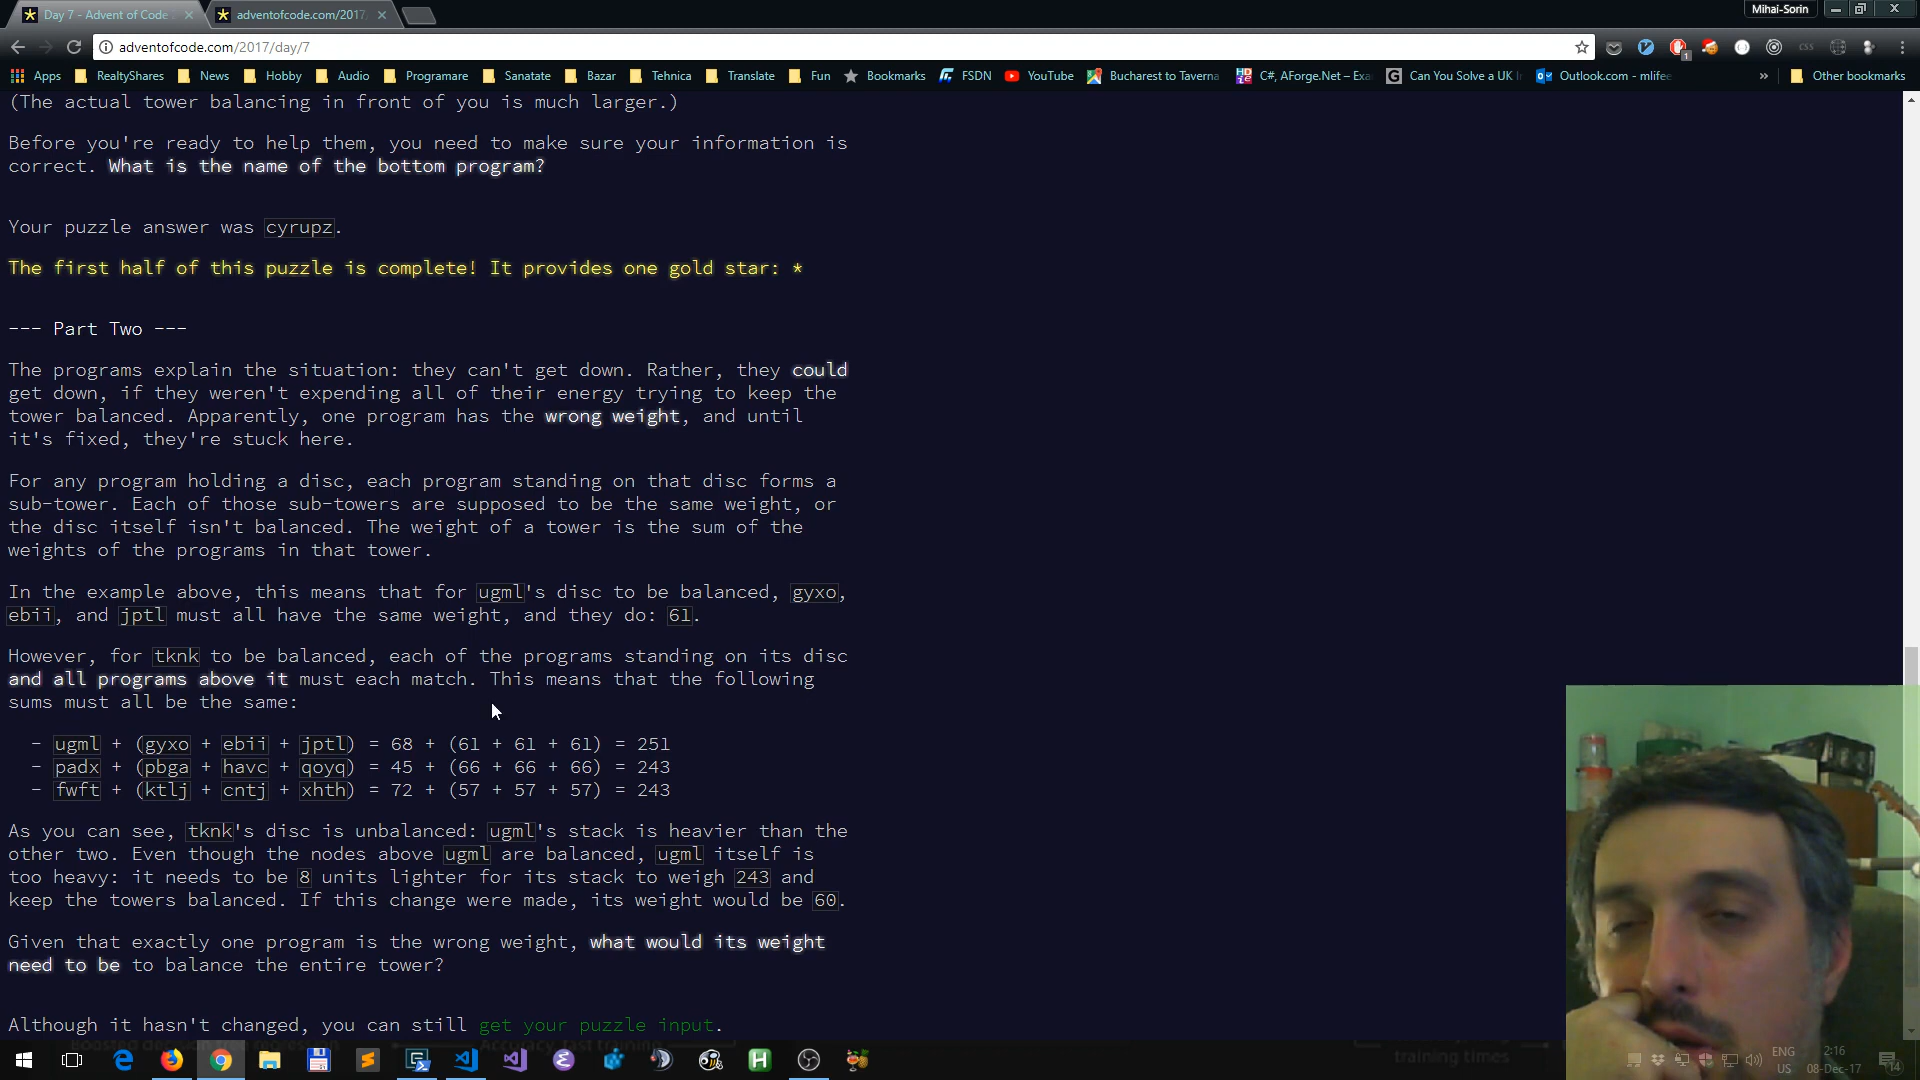 Day 7 - Advent of Code
adventofcode.com/2017
Mihai-Sorin
adventofcode.com/2017/day/7
Apps
RealtyShares
News
Hobby
Audio
Programare
Sanatate
Bazar
Tehnica
Translate
Fun
Bookmarks
FSDN
YouTube
Bucharest to Taverna
C#, AForge.Net – Exa
Can You Solve a UK
Outlook.com - mlifee
»
Other bookmarks
(The actual tower balancing in front of you is much larger.)
Before you're ready to help them, you need to make sure your information is
correct. What is the name of the bottom program?
Your puzzle answer was cyrupz.
The first half of this puzzle is complete! It provides one gold star: *
--- Part Two ---
The programs explain the situation: they can't get down. Rather, they could
get down, if they weren't expending all of their energy trying to keep the
tower balanced. Apparently, one program has the wrong weight, and until
it's fixed, they're stuck here.
For any program holding a disc, each program standing on that disc forms a
sub-tower. Each of those sub-towers are supposed to be the same weight, or
the disc itself isn't balanced. The weight of a tower is the sum of the
weights of the programs in that tower.
In the example above, this means that for ugml's disc to be balanced, gyxo,
ebii, and jptl must all have the same weight, and they do: 61.
However, for tknk to be balanced, each of the programs standing on its disc
and all programs above it must each match. This means that the following
sums must all be the same:
- ugml + (gyxo + ebii + jptl) = 68 + (61 + 61 + 61) = 251
- padx + (pbga + havc + qoyq) = 45 + (66 + 66 + 66) = 243
- fwft + (ktlj + cntj + xhth) = 72 + (57 + 57 + 57) = 243
As you can see, tknk's disc is unbalanced: ugml's stack is heavier than the
other two. Even though the nodes above ugml are balanced, ugml itself is
too heavy: it needs to be 8 units lighter for its stack to weigh 243 and
keep the towers balanced. If this change were made, its weight would be 60.
Given that exactly one program is the wrong weight, what would its weight
need to be to balance the entire tower?
Although it hasn't changed, you can still get your puzzle input.
training times
ENG
US
2:16
08-Dec-17
14